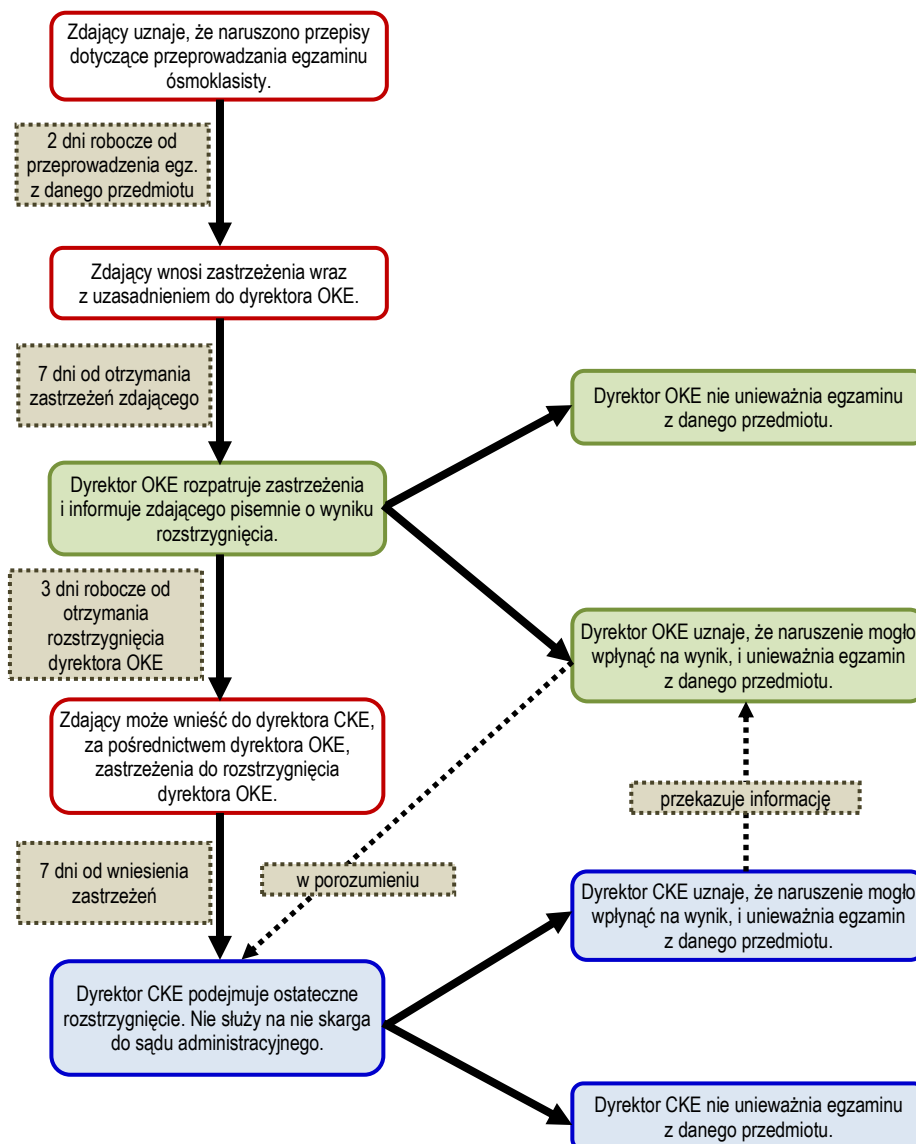 Zdający uznaje, że naruszono przepisy
dotyczące przeprowadzania egzaminu
ósmoklasisty.
2 dni robocze od
przeprowadzenia egz.
z danego przedmiotu
Zdający wnosi zastrzeżenia wraz
z uzasadnieniem do dyrektora OKE.
7 dni od otrzymania
zastrzeżeń zdającego
Dyrektor OKE nie unieważnia egzaminu
z danego przedmiotu.
Dyrektor OKE rozpatruje zastrzeżenia
i informuje zdającego pisemnie o wyniku
rozstrzygnięcia.
3 dni robocze od
otrzymania
rozstrzygnięcia
dyrektora OKE
Dyrektor OKE uznaje, że naruszenie mogło
wpłynąć na wynik, i unieważnia egzamin
z danego przedmiotu.
Zdający może wnieść do dyrektora CKE,
za pośrednictwem dyrektora OKE,
zastrzeżenia do rozstrzygnięcia
dyrektora OKE.
przekazuje informację
7 dni od wniesienia
zastrzeżeń
w porozumieniu
Dyrektor CKE uznaje, że naruszenie mogło
wpłynąć na wynik, i unieważnia egzamin
z danego przedmiotu.
Dyrektor CKE podejmuje ostateczne
rozstrzygnięcie. Nie służy na nie skarga
do sądu administracyjnego.
Dyrektor CKE nie unieważnia egzaminu
z danego przedmiotu.